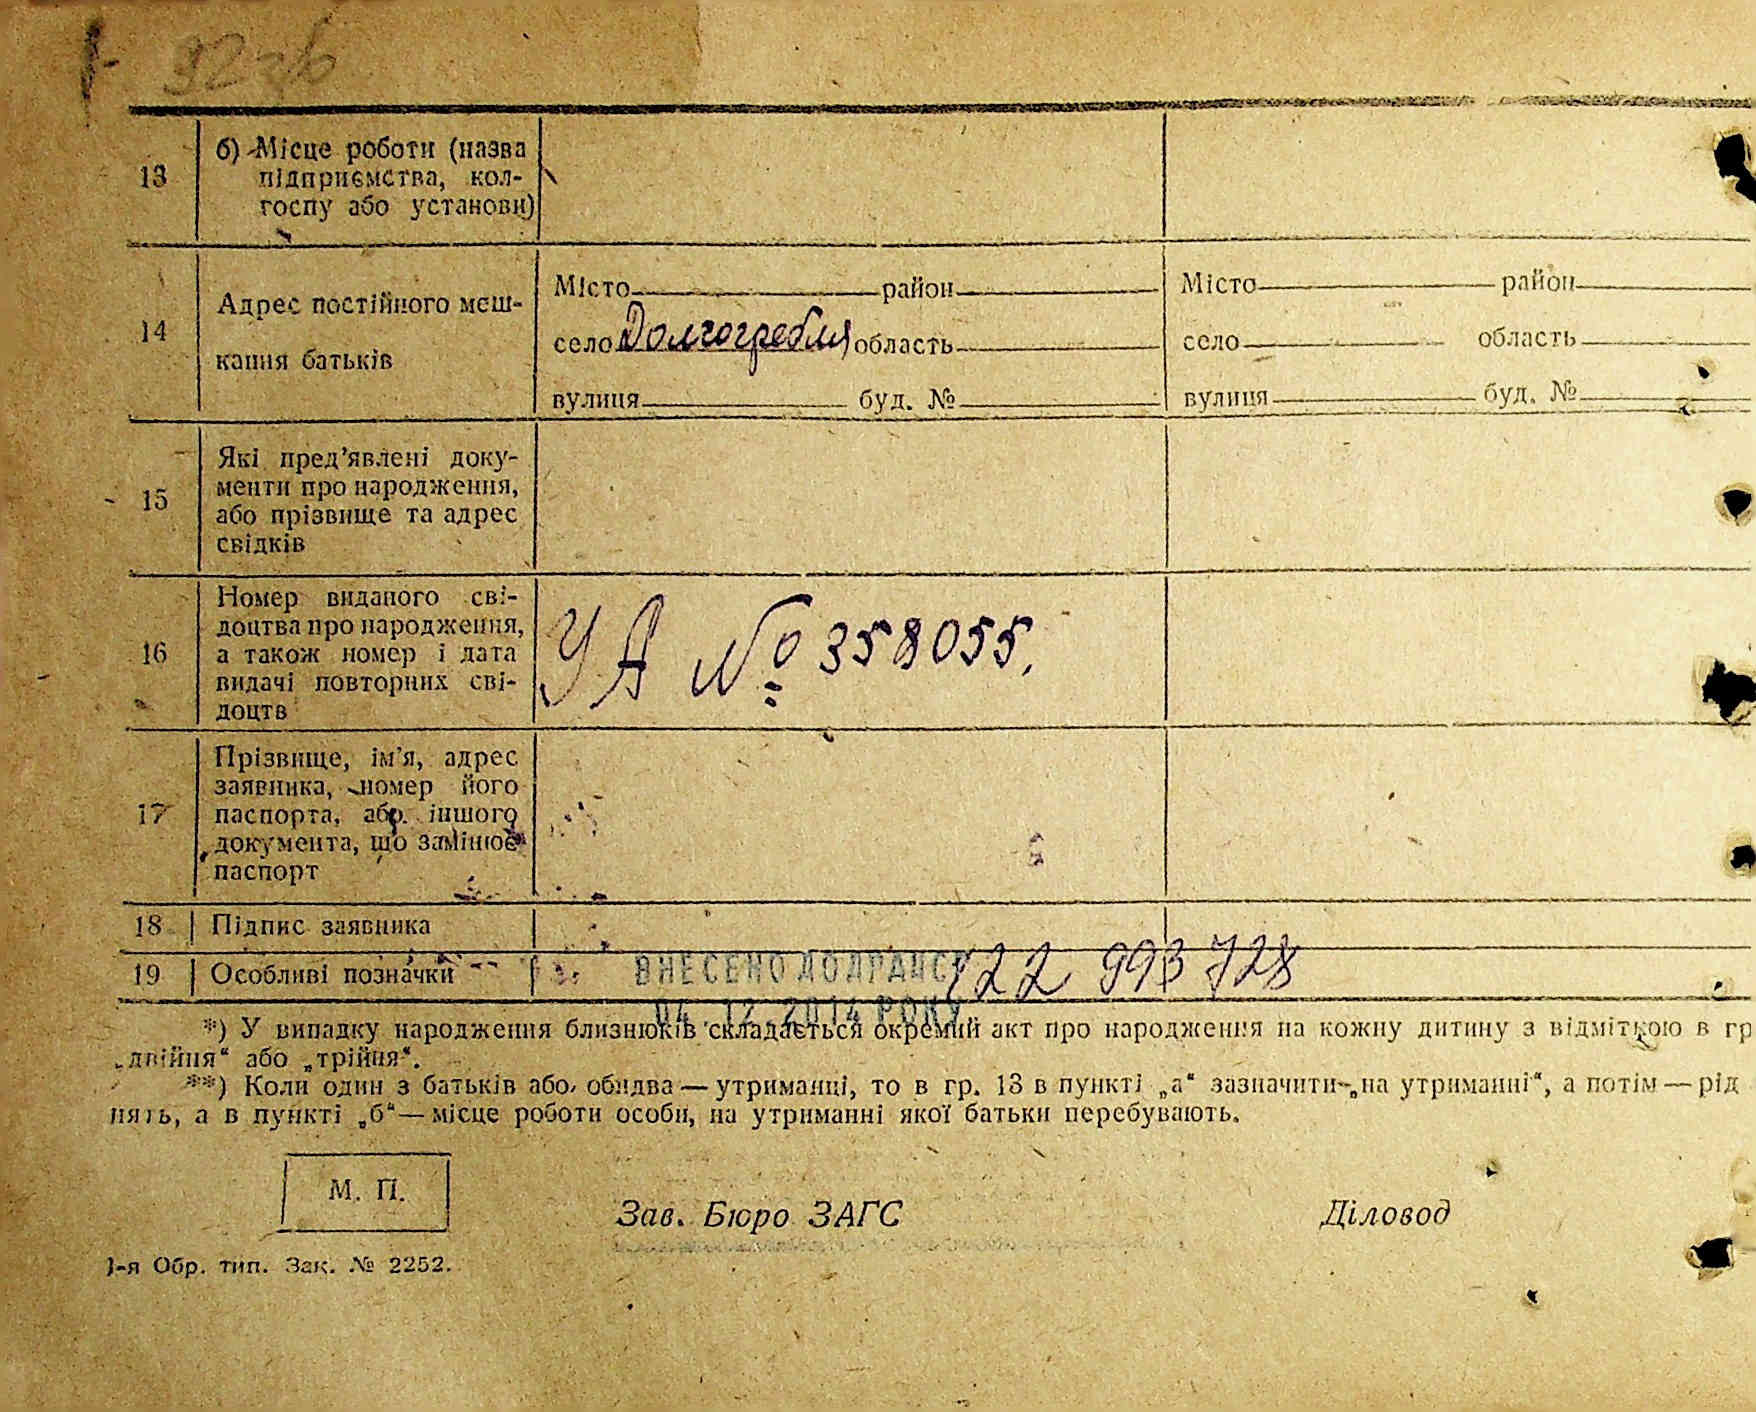 13
б) Місце роботи (назва
підприємства, кол-
госпу або установи)
14
Адрес постійного меш-
кання батьків
Місто район
село Долгогребля область
вулиця буд. №
Місто район
село область
вулиця буд. №
15
Які пред’явлені доку-
менти про народження,
або прізвище та адрес
свідків
16
Номер виданого сві-
доцтва про народження,
а також номер і дата
видачі повторних сві-
доцтв
УА № 358055.
17
Прізвище, ім’я, адрес
заявника, номер його
паспорта, або іншого
документа, що замінює
паспорт
18 Підпис заявника
19 Особливі позначки
ВНЕСЕНО ДО ДРАЦСГ 122 993 728
04. 12. 2014 РОКУ
*) У випадку народження близнюків складається окремий акт про народження на кожну дитину з відміткою в гр
„двійня“ або „трійня“.
**) Коли один з батьків або обидва — утриманці, то в гр. 13 в пункті „а“ зазначити „на утриманні“, а потім — рід
нять, а в пункті „б“ — місце роботи особи, на утриманні якої батьки перебувають.
М. П.
Зав. Бюро ЗАГС
Діловод
1-я Обр. тип. Зак. № 2252.